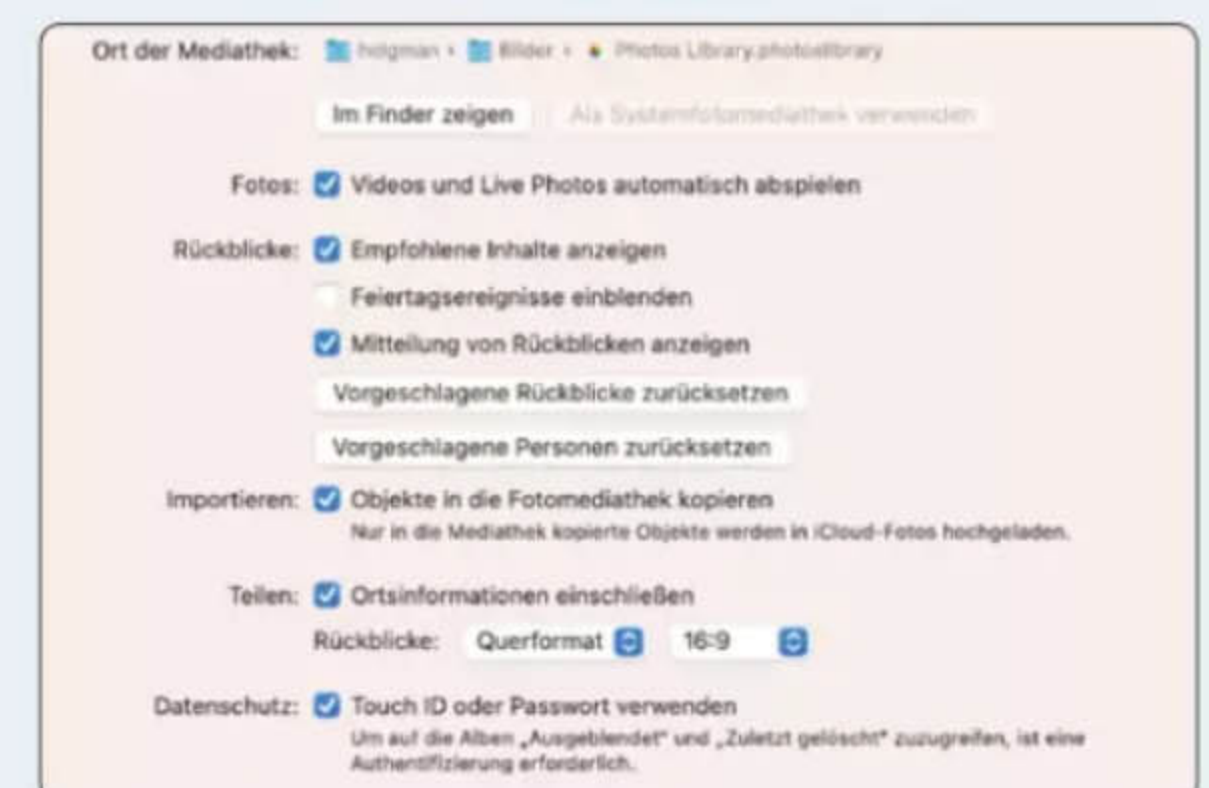 Ort der Mediathek: holgman Bilder Photos Library.photoslibrary
Im Finder zeigen Als Systemfotomediathek verwenden
Fotos: Videos und Live Photos automatisch abspielen
Rückblicke: Empfohlene Inhalte anzeigen
Feiertagsereignisse einblenden
Mitteilung von Rückblicken anzeigen
Vorgeschlagene Rückblicke zurücksetzen
Vorgeschlagene Personen zurücksetzen
Importieren: Objekte in die Fotomediathek kopieren
Nur in die Mediathek kopierte Objekte werden in iCloud-Fotos hochgeladen.
Teilen: Ortsinformationen einschließen
Rückblicke: Querformat 16:9
Datenschutz: Touch ID oder Passwort verwenden
Um auf die Alben „Ausgeblendet“ und „Zuletzt gelöscht“ zuzugreifen, ist eine
Authentifizierung erforderlich.